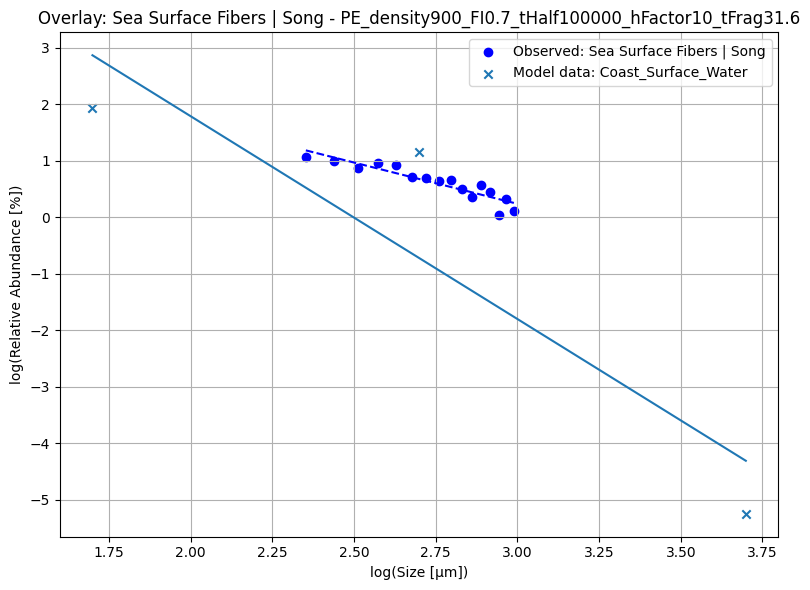 Overlay: Sea Surface Fibers | Song - PE_density900_FI0.7_tHalf100000_hFactor10_tFrag31.6
Observed: Sea Surface Fibers | Song
Model data: Coast_Surface_Water
log(Relative Abundance [%])
3
2
1
0
−1
−2
−3
−4
−5
1.75 2.00 2.25 2.50 2.75 3.00 3.25 3.50 3.75
log(Size [µm])